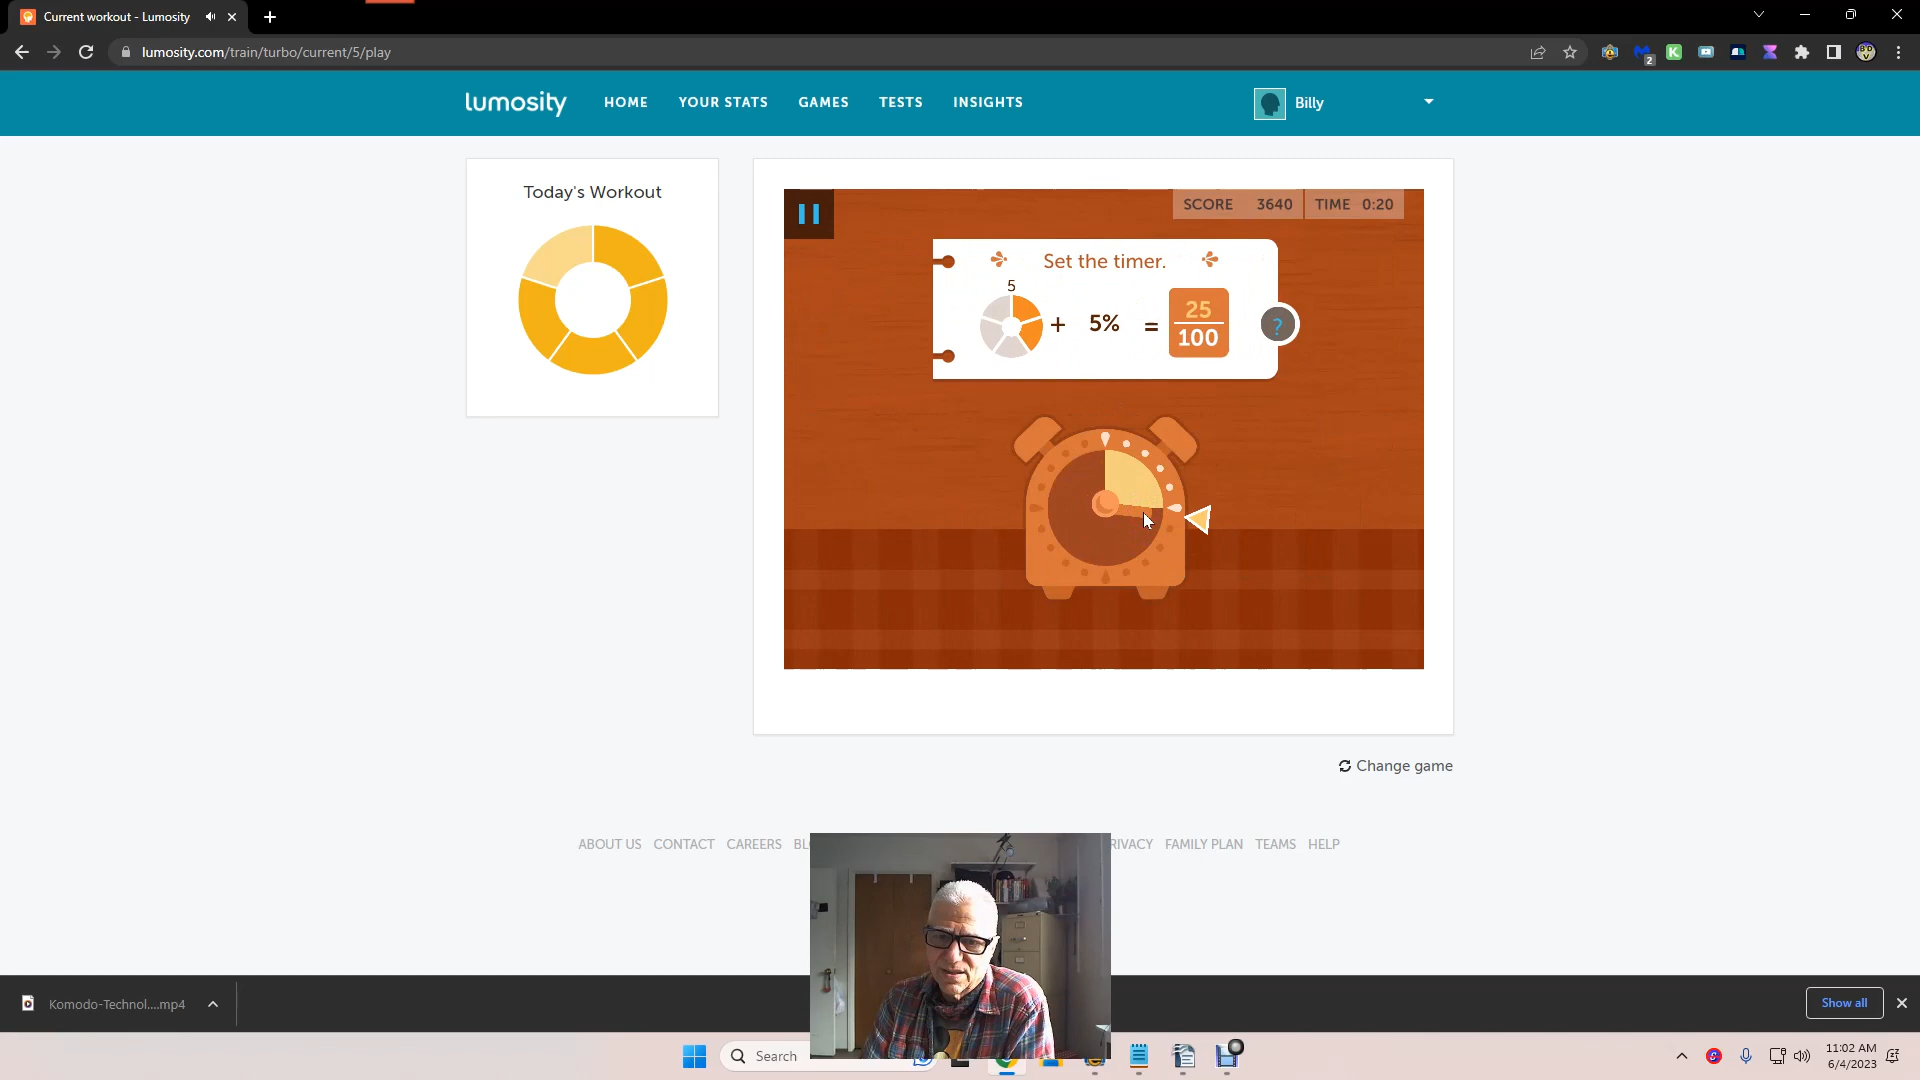 Current workout - Lumosity
lumosity.com/train/turbo/current/5/play
2
lumosity
HOME
YOUR STATS
GAMES
TESTS
INSIGHTS
Billy
Today's Workout
SCORE 3640
TIME 0:20
Set the timer.
5
+ 5% = 25
100
?
Change game
ABOUT US
CONTACT
CAREERS
RIVACY
FAMILY PLAN
TEAMS
HELP
Komodo-Technol....mp4
Show all
Search
11:02 AM
6/4/2023